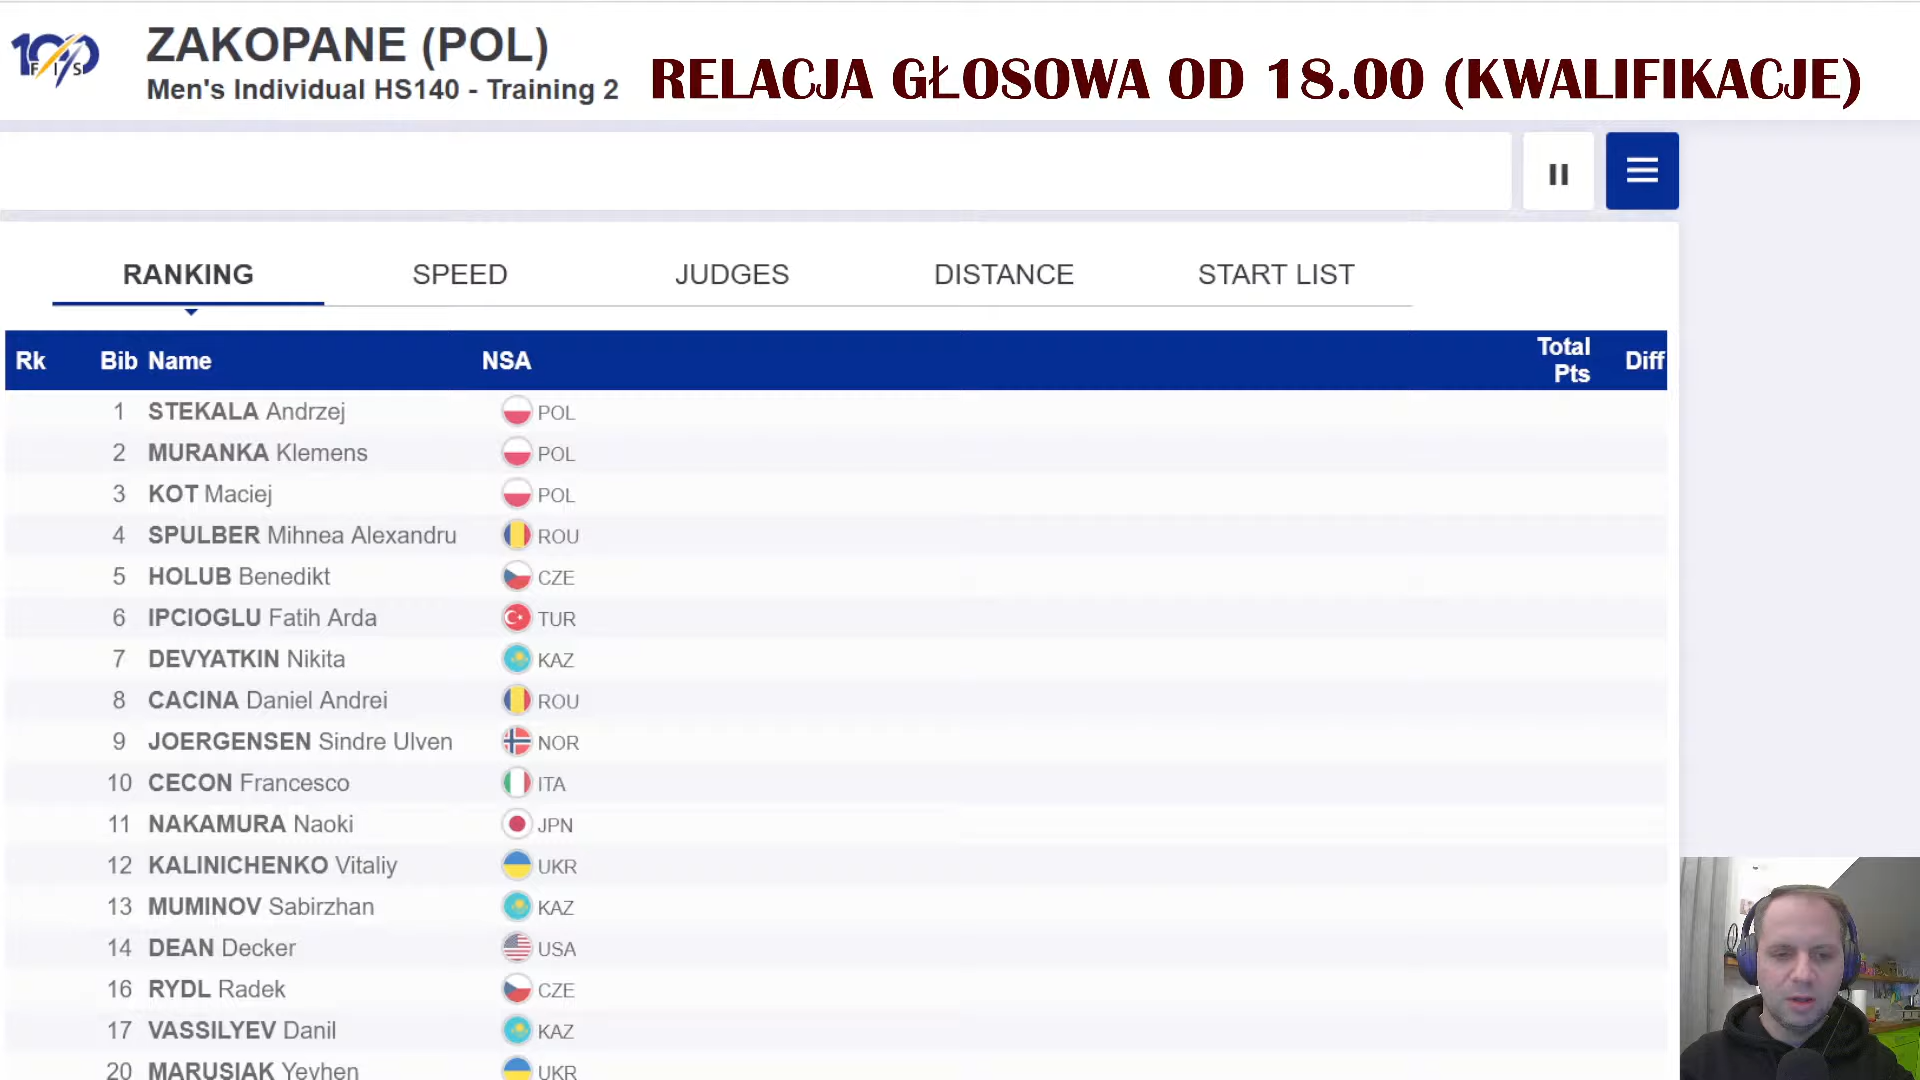 100
FIS
ZAKOPANE (POL)
Men's Individual HS140 - Training 2
RELACJA GŁOSOWA OD 18.00 (KWALIFIKACJE)
RANKING SPEED JUDGES DISTANCE START LIST
Rk Bib Name NSA Total Pts Diff
1 STEKALA Andrzej POL
2 MURANKA Klemens POL
3 KOT Maciej POL
4 SPULBER Mihnea Alexandru ROU
5 HOLUB Benedikt CZE
6 IPCIOGLU Fatih Arda TUR
7 DEVYATKIN Nikita KAZ
8 CACINA Daniel Andrei ROU
9 JOERGENSEN Sindre Ulven NOR
10 CECON Francesco ITA
11 NAKAMURA Naoki JPN
12 KALINICHENKO Vitaliy UKR
13 MUMINOV Sabirzhan KAZ
14 DEAN Decker USA
16 RYDL Radek CZE
17 VASSILYEV Danil KAZ
20 MARUSIAK Yevhen UKR